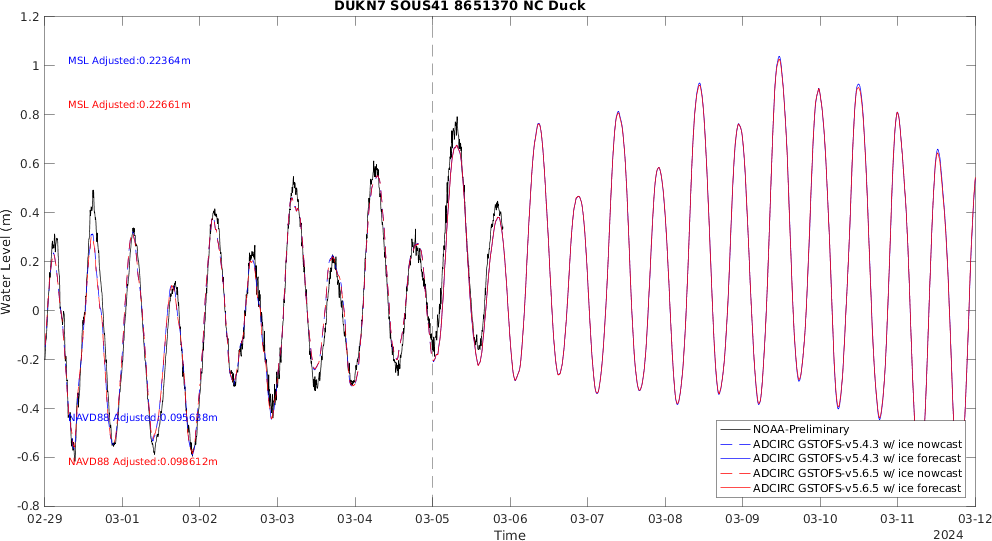 DUKN7 SOUS41 8651370 NC Duck
1.2
1
0.8
0.6
0.4
0.2
0
-0.2
-0.4
-0.6
-0.8
Water Level (m)
MSL Adjusted:0.22364m
MSL Adjusted:0.22661m
NAVD88 Adjusted:0.095638m
NAVD88 Adjusted:0.098612m
NOAA-Preliminary
ADCIRC GSTOFS-v5.4.3 w/ ice nowcast
ADCIRC GSTOFS-v5.4.3 w/ ice forecast
ADCIRC GSTOFS-v5.6.5 w/ ice nowcast
ADCIRC GSTOFS-v5.6.5 w/ ice forecast
02-29 03-01 03-02 03-03 03-04 03-05 03-06 03-07 03-08 03-09 03-10 03-11 03-12
Time
2024